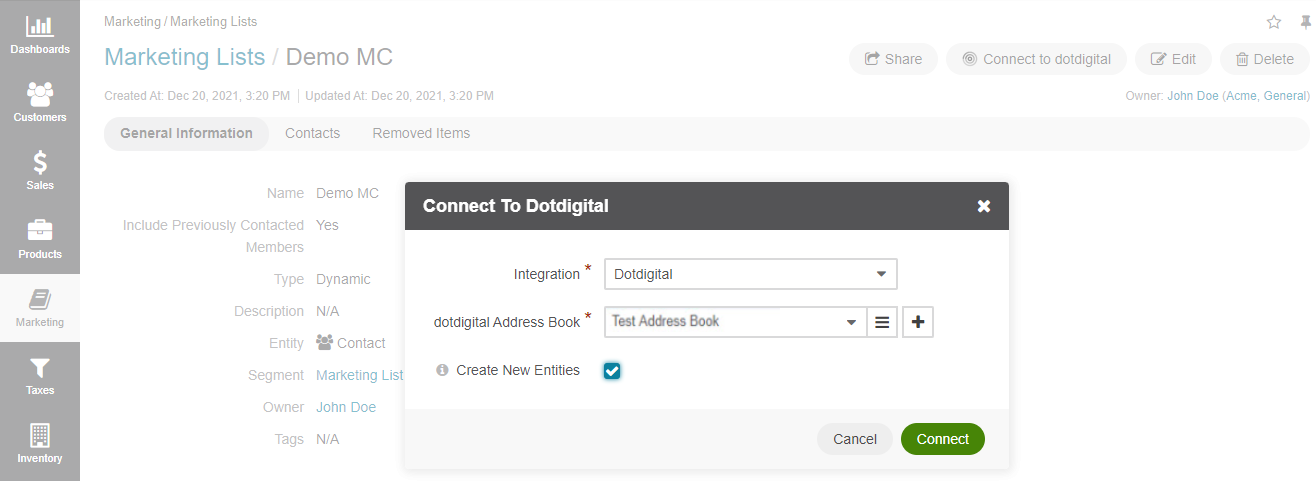 Dashboards
Customers
Sales
Products
Marketing
Taxes
Inventory
Marketing / Marketing Lists
Marketing Lists / Demo MC
Share
Connect to dotdigital
Edit
Delete
Created At: Dec 20, 2021, 3:20 PM
Updated At: Dec 20, 2021, 3:20 PM
Owner: John Doe (Acme, General)
General Information
Contacts
Removed Items
Name Demo MC
Include Previously Contacted Yes
Members
Type Dynamic
Description N/A
Entity Contact
Segment Marketing List
Owner John Doe
Tags N/A
Connect To Dotdigital
Integration * Dotdigital
dotdigital Address Book * Test Address Book
Create New Entities
Cancel
Connect